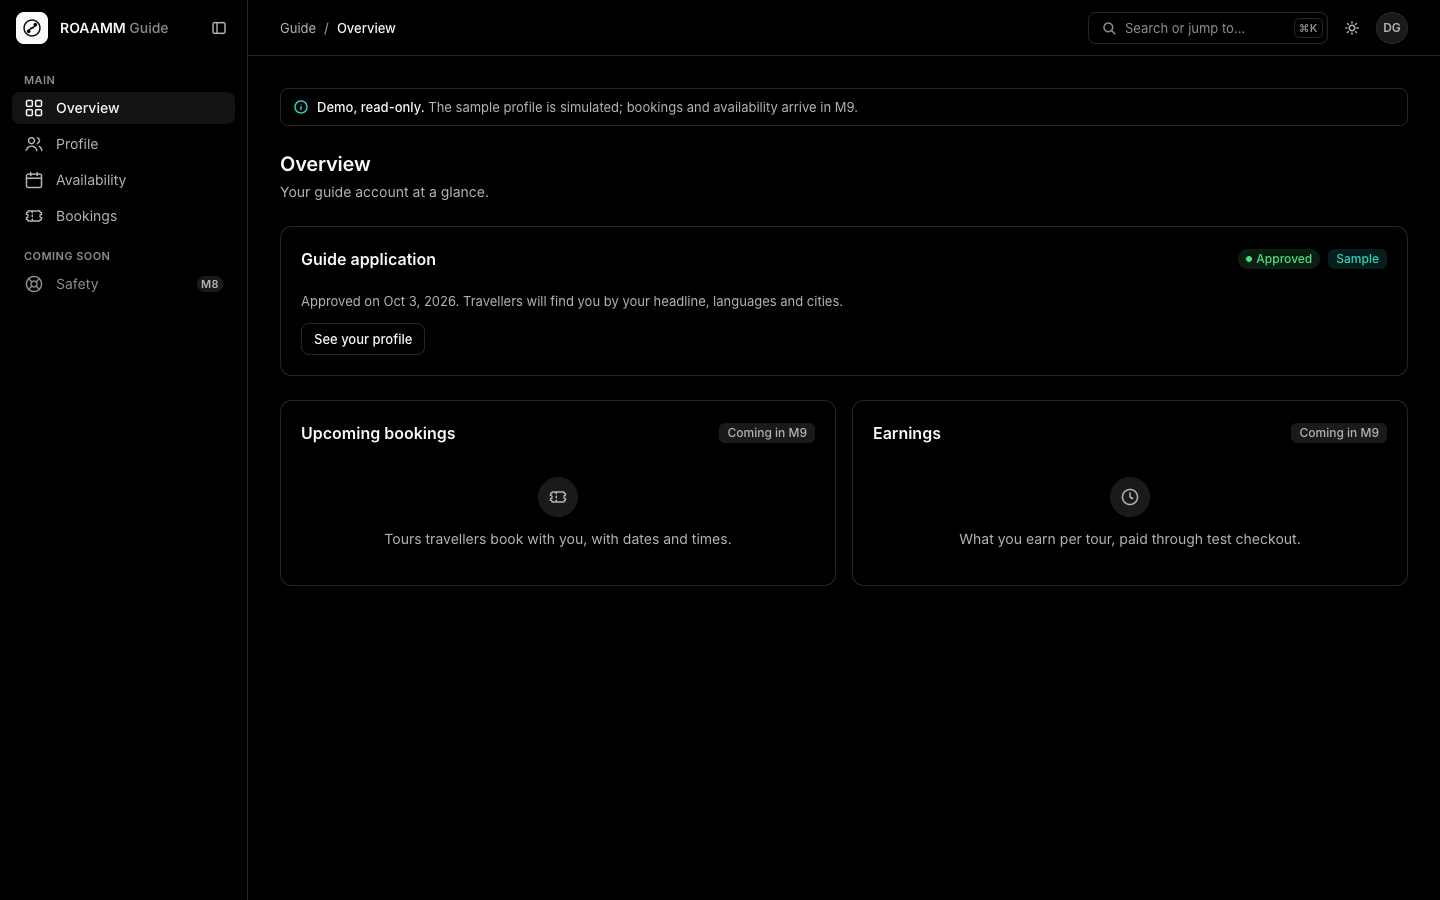 ROAAMM Guide
Guide / Overview
Search or jump to...
⌘K
DG
MAIN
Overview
Profile
Availability
Bookings
COMING SOON
Safety
M8
Demo, read-only. The sample profile is simulated; bookings and availability arrive in M9.
Overview
Your guide account at a glance.
Guide application
Approved
Sample
Approved on Oct 3, 2026. Travellers will find you by your headline, languages and cities.
See your profile
Upcoming bookings
Coming in M9
Tours travellers book with you, with dates and times.
Earnings
Coming in M9
What you earn per tour, paid through test checkout.